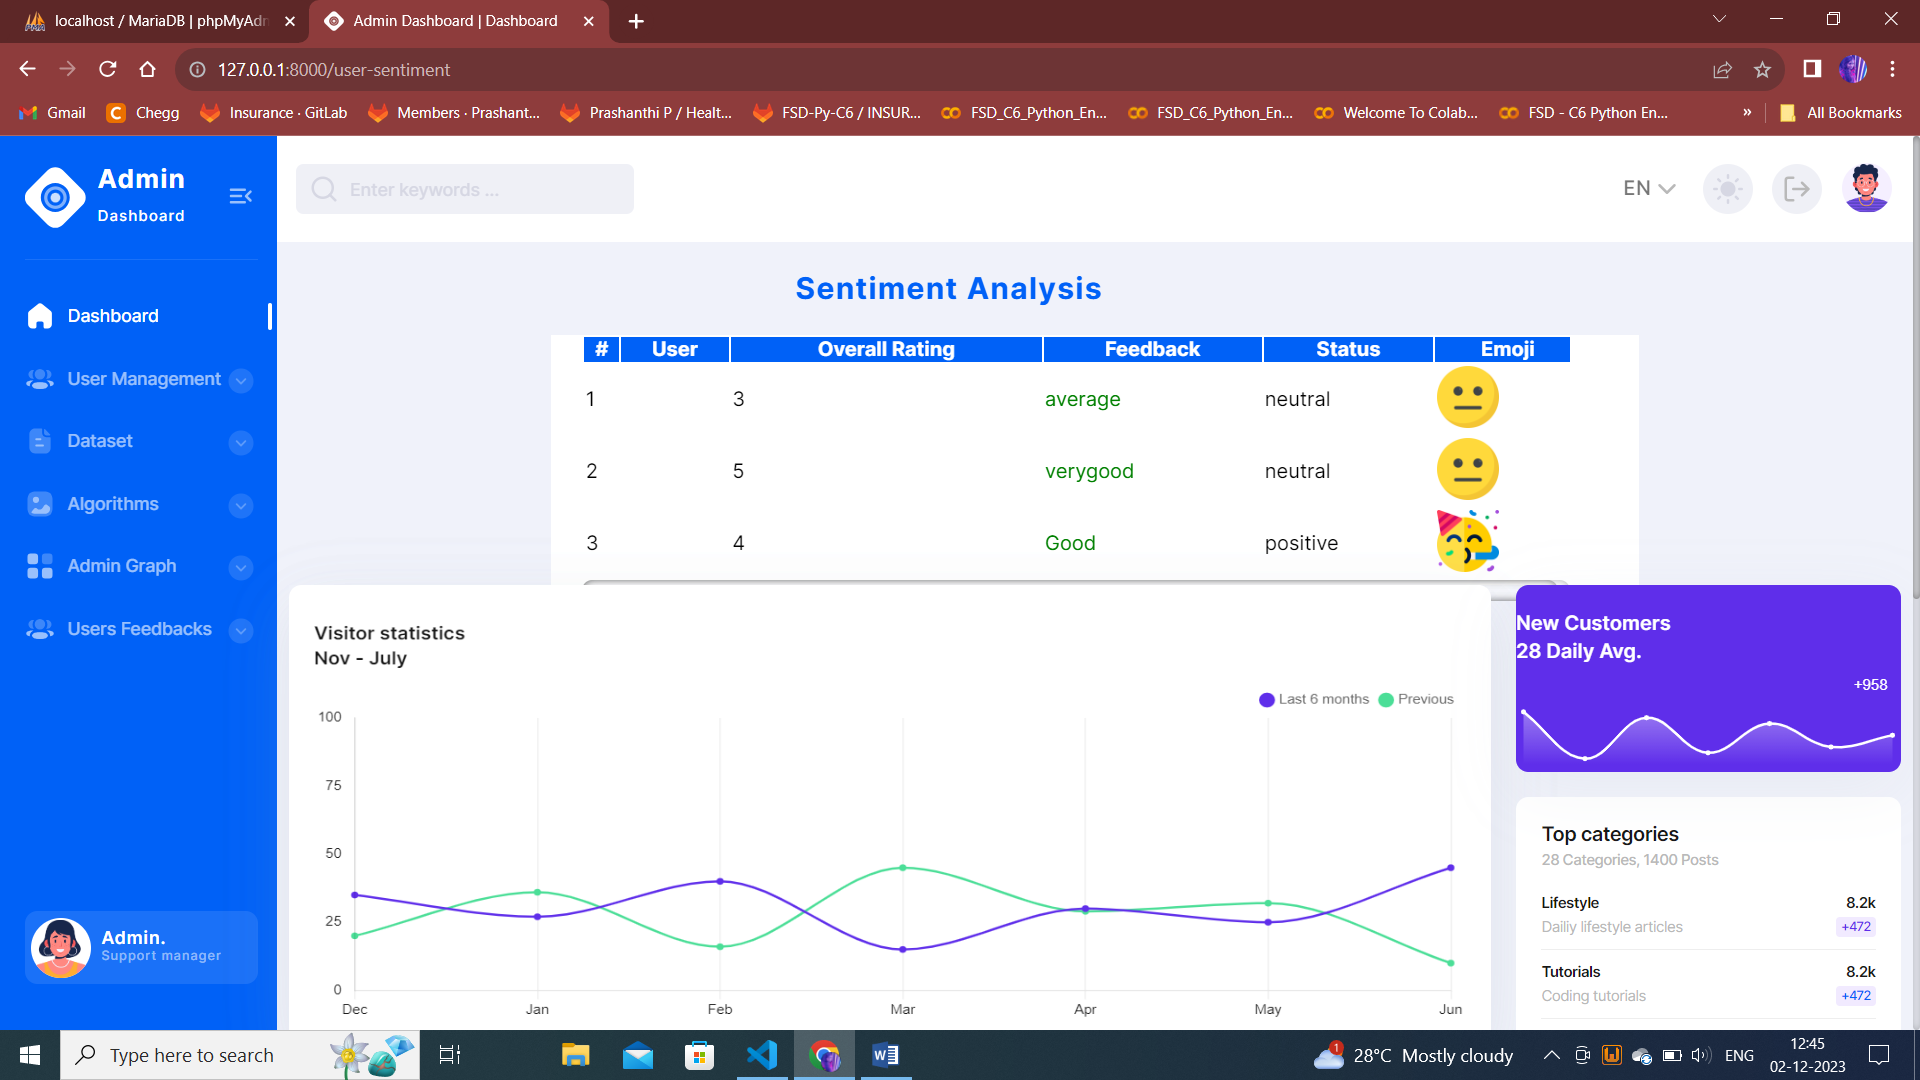 localhost / MariaDB | phpMyAdn
Admin Dashboard | Dashboard
127.0.0.1:8000/user-sentiment
Gmail
Chegg
Insurance · GitLab
Members · Prashant...
Prashanthi P / Healt...
FSD-Py-C6 / INSUR...
FSD_C6_Python_En...
FSD_C6_Python_En...
Welcome To Colab...
FSD - C6 Python En...
»
All Bookmarks
Admin
Dashboard
Enter keywords ...
EN
Dashboard
User Management
Dataset
Algorithms
Admin Graph
Users Feedbacks
Admin.
Support manager
Sentiment Analysis
# User Overall Rating Feedback Status Emoji
1 3 average neutral
2 5 verygood neutral
3 4 Good positive
Visitor statistics
Nov - July
Last 6 months Previous
100
75
50
25
0
Dec Jan Feb Mar Apr May Jun
New Customers
28 Daily Avg.
+958
Top categories
28 Categories, 1400 Posts
Lifestyle 8.2k
Dailiy lifestyle articles +472
Tutorials 8.2k
Coding tutorials +472
Type here to search
1
28°C Mostly cloudy
ENG
12:45
02-12-2023